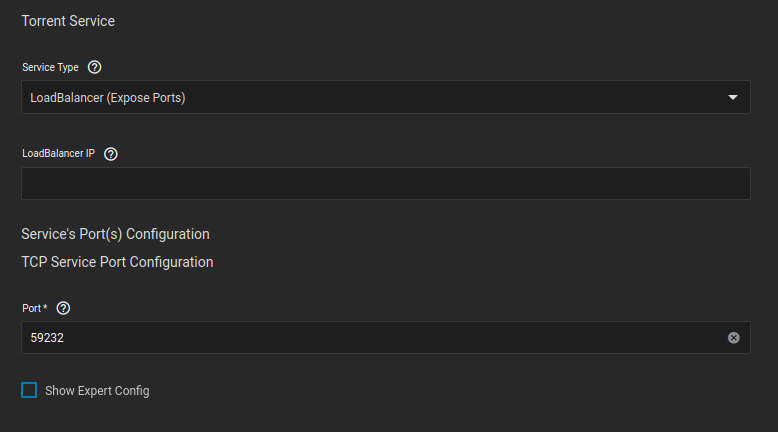 Torrent Service
Service Type ?
LoadBalancer (Expose Ports)
LoadBalancer IP ?
Service's Port(s) Configuration
TCP Service Port Configuration
Port * ?
59232
Show Expert Config